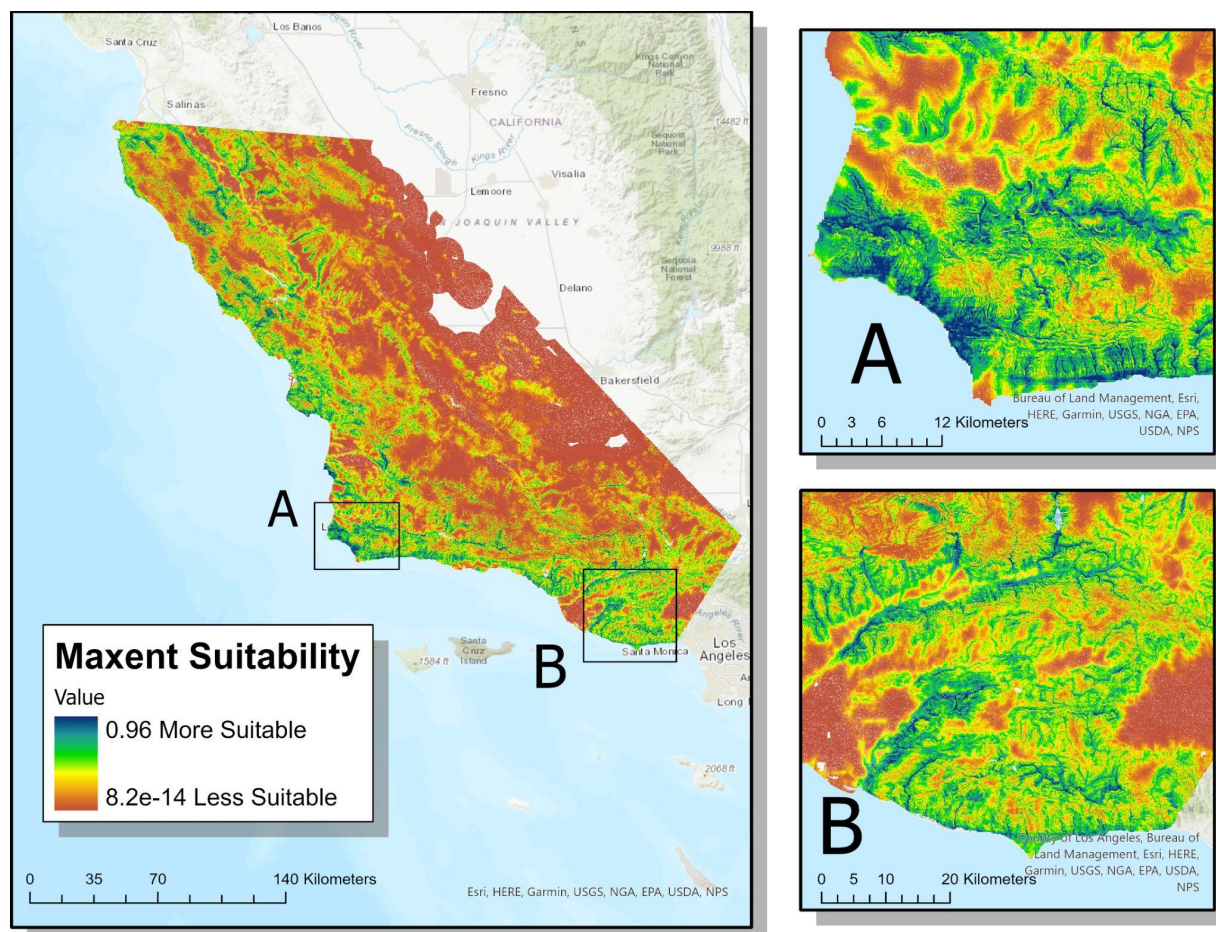 Los Banos
Santa Cruz
Kings Canyon
National
Park
Fresno
Salinas
CALIFORNIA
14482 ft
Fresno Slough
Kings River
Sequoia
National
Park
Visalia
Lemoore
JOAQUIN VALLEY
9988 ft
Sequoia
National
Forest
Delano
Bakersfield
A
B
Santa
Cruz
Island
1584 ft
Santa Monica
Los
Angeles
Angeles River
Long
2068 ft
Maxent Suitability
Value
0.96 More Suitable
8.2e-14 Less Suitable
0 35 70 140 Kilometers
Esri, HERE, Garmin, USGS, NGA, EPA, USDA, NPS
A
Bureau of Land Management, Esri,
HERE, Garmin, USGS, NGA, EPA,
USDA, NPS
0 3 6 12 Kilometers
B
of Los Angeles, Bureau of
Land Management, Esri, HERE,
Garmin, USGS, NGA, EPA, USDA,
NPS
0 5 10 20 Kilometers